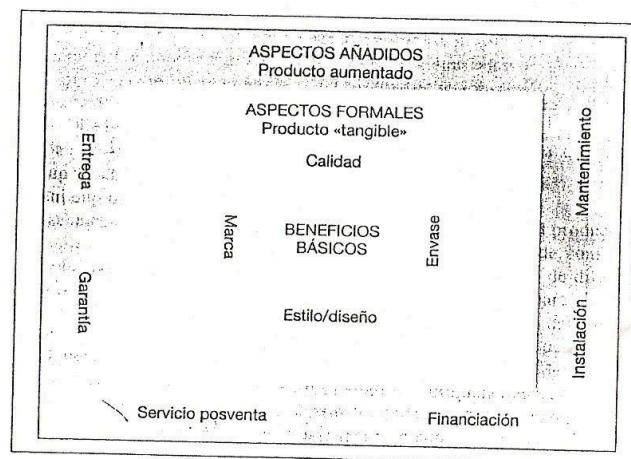 ASPECTOS AÑADIDOS
Producto aumentado
ASPECTOS FORMALES
Producto «tangible»
Calidad
Entrega
Mantenimiento
Marca
BENEFICIOS
BÁSICOS
Envase
Garantía
Estilo/diseño
Instalación
Servicio posventa
Financiación